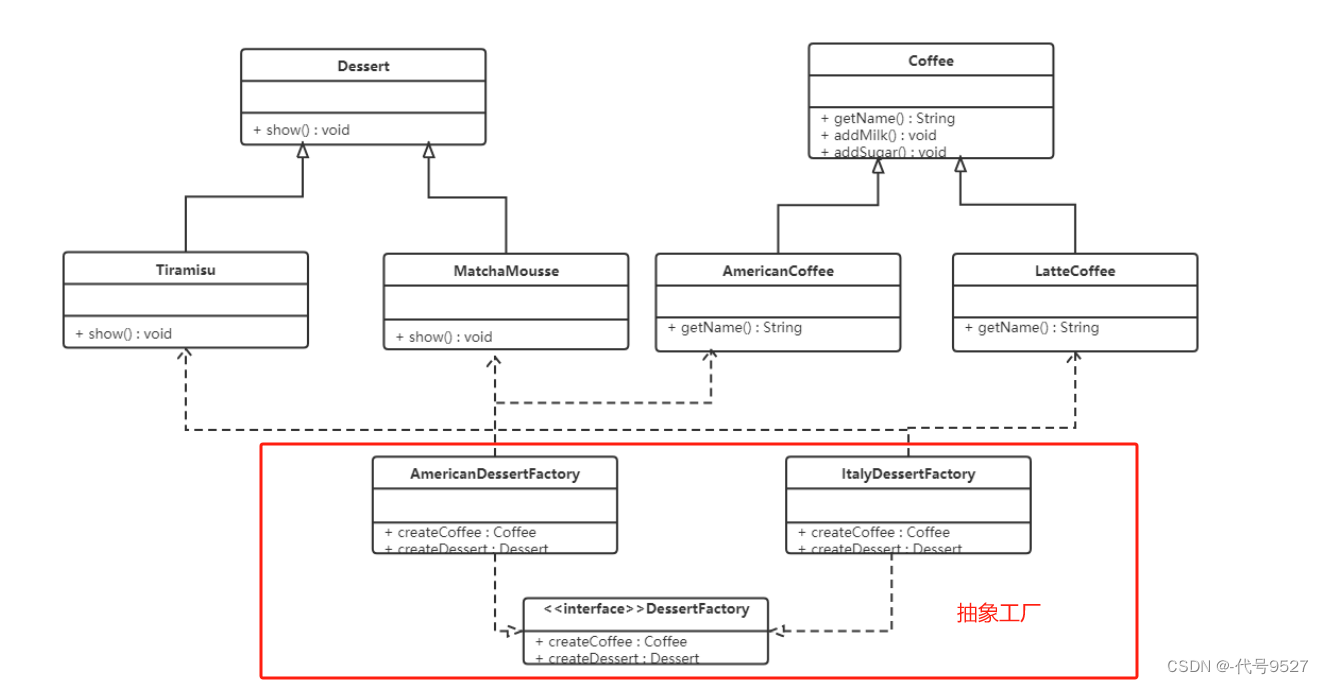 Dessert
+ show() : void
Coffee
+ getName() : String
+ addMilk() : void
+ addSugar() : void
Tiramisu
+ show() : void
MatchaMousse
+ show() : void
AmericanCoffee
+ getName() : String
LatteCoffee
+ getName() : String
AmericanDessertFactory
+ createCoffee : Coffee
+ createDessert : Dessert
ItalyDessertFactory
+ createCoffee : Coffee
+ createDessert : Dessert
<<interface>>DessertFactory
+ createCoffee : Coffee
+ createDessert : Dessert
抽象工厂
CSDN @-代号9527